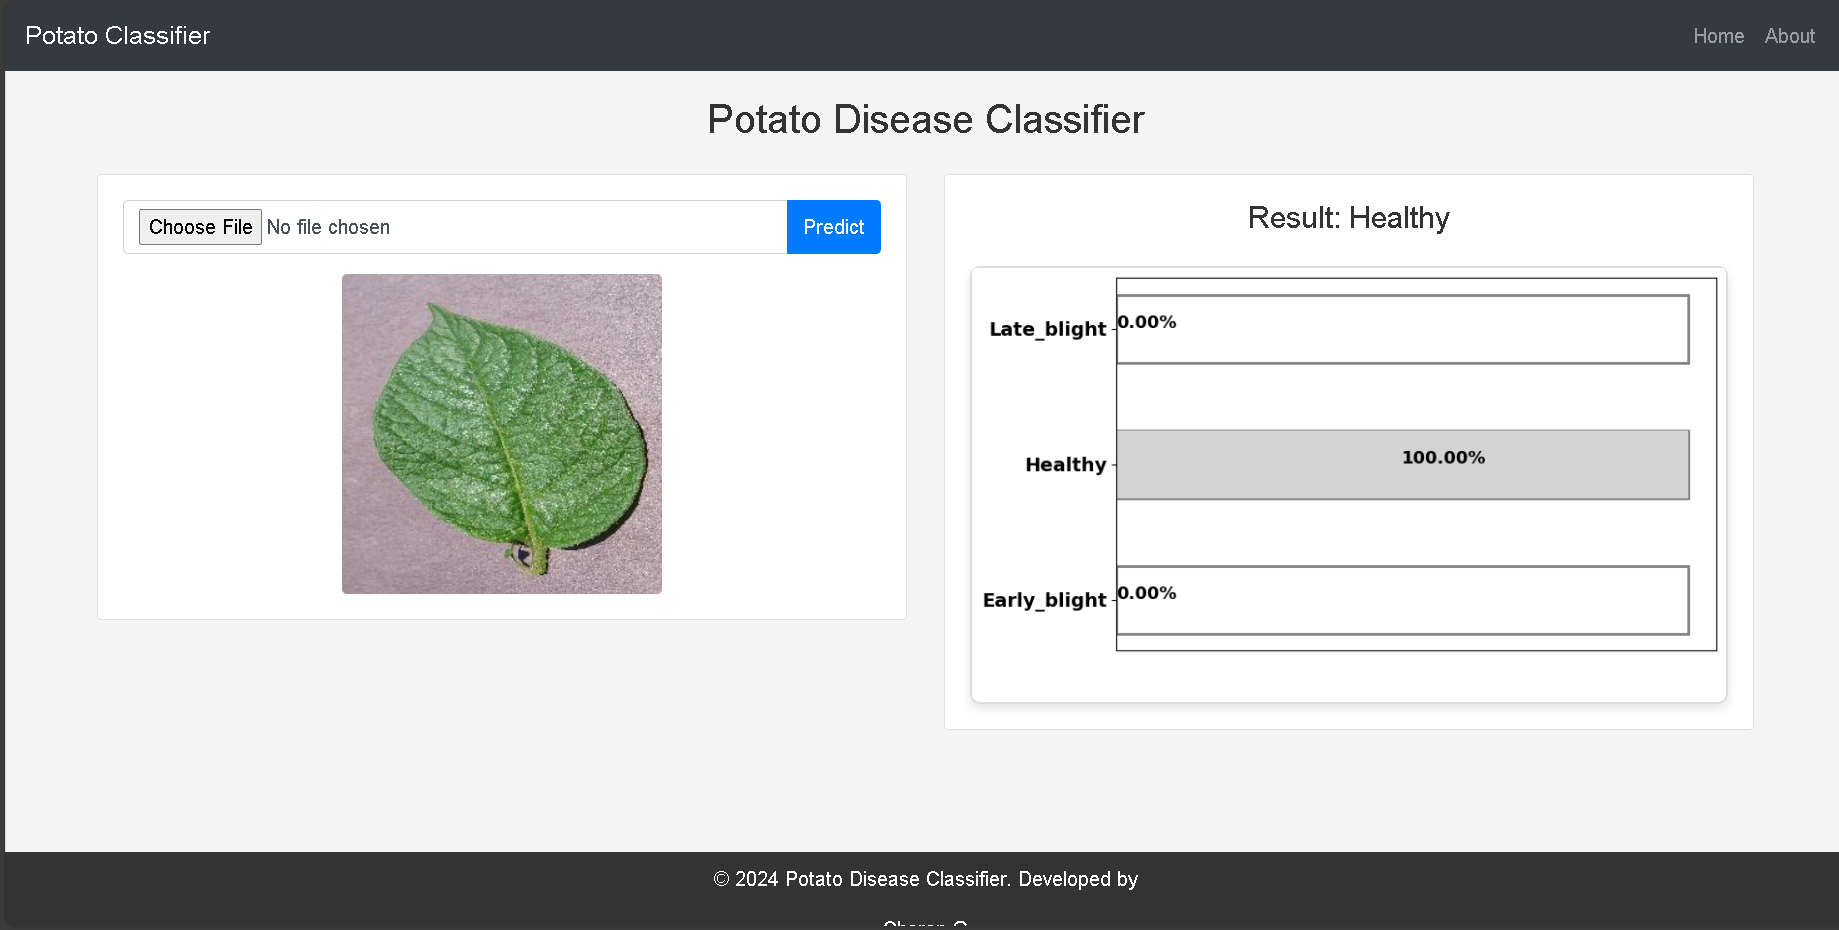 Potato Classifier
Home About
Potato Disease Classifier
Choose File No file chosen
Predict
Result: Healthy
Late_blight 0.00%
Healthy 100.00%
Early_blight 0.00%
© 2024 Potato Disease Classifier. Developed by